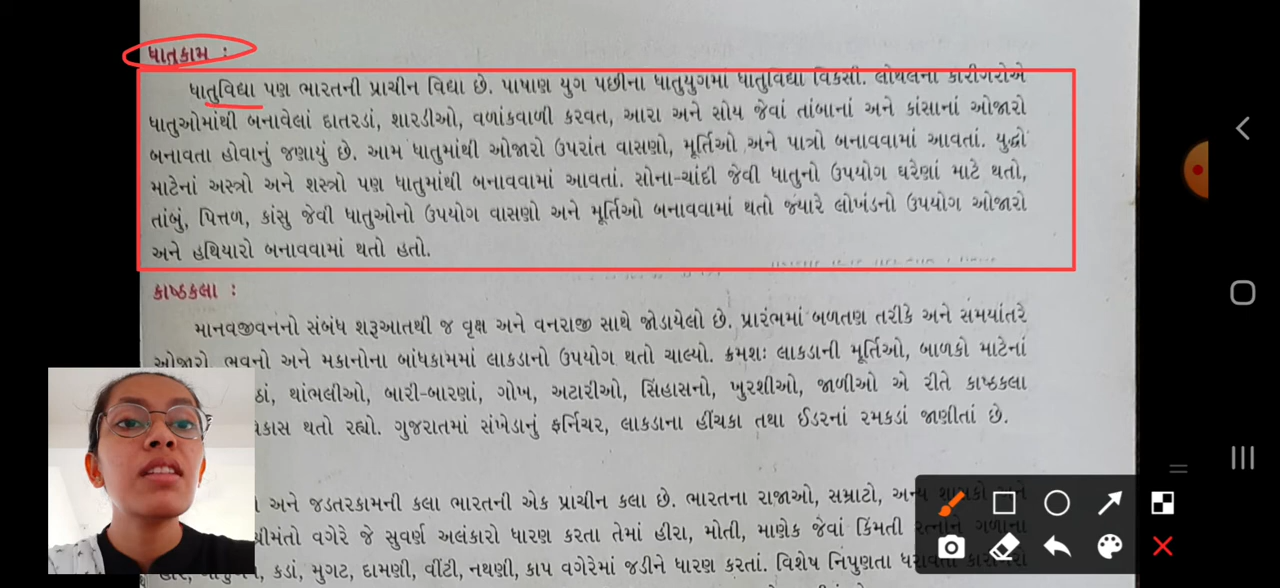 ધાતુકામ :
ધાતુવિદ્યા પણ ભારતની પ્રાચીન વિદ્યા છે. પાષાણ યુગ પછીના ધાતુયુગમાં ધાતુવિદ્યા વિકસી. લોથલના કારીગરોએ
ધાતુઓમાંથી બનાવેલાં દાતરડાં, શારડીઓ, વળાંકવાળી કરવત, આરા અને સોય જેવાં તાંબાનાં અને કાંસાનાં ઓજારો
બનાવતા હોવાનું જણાયું છે. આમ ધાતુમાંથી ઓજારો ઉપરાંત વાસણો, મૂર્તિઓ અને પાત્રો બનાવવામાં આવતાં. યુદ્ધો
માટેનાં અસ્ત્રો અને શસ્ત્રો પણ ધાતુમાંથી બનાવવામાં આવતાં. સોના-ચાંદી જેવી ધાતુનો ઉપયોગ ઘરેણાં માટે થતો,
તાંબું, પિત્તળ, કાંસુ જેવી ધાતુઓનો ઉપયોગ વાસણો અને મૂર્તિઓ બનાવવામાં થતો જ્યારે લોખંડનો ઉપયોગ ઓજારો
અને હથિયારો બનાવવામાં થતો હતો.
કાષ્ઠકલા :
માનવજીવનનો સંબંધ શરૂઆતથી જ વૃક્ષ અને વનરાજી સાથે જોડાયેલો છે. પ્રારંભમાં બળતણ તરીકે અને સમયાંતરે
ઓજારો, ભવનો અને મકાનોના બાંધકામમાં લાકડાનો ઉપયોગ થતો ચાલ્યો. ક્રમશઃ લાકડાની મૂર્તિઓ, બાળકો માટેનાં
થાંભલીઓ, બારી-બારણાં, ગોખ, અટારીઓ, સિંહાસનો, ખુરશીઓ, જાળીઓ એ રીતે કાષ્ઠકલા
થતો રહ્યો. ગુજરાતમાં સંખેડાનું ફર્નિચર, લાકડાના હીંચકા તથા ઈડરનાં રમકડાં જાણીતાં છે.
અને જડતરકામની કલા ભારતની એક પ્રાચીન કલા છે. ભારતના રાજાઓ, સમ્રાટો, અન્ય
વગેરે જે સુવર્ણ અલંકારો ધારણ કરતા તેમાં હીરા, મોતી, માણેક જેવાં કિંમતી રત્નોને ગળાના
કડાં, મુગટ, દામણી, વીંટી, નથણી, કાપ વગેરેમાં જડીને ધારણ કરતાં. વિશેષ નિપુણતા